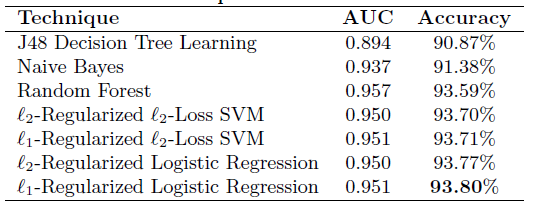 Technique AUC Accuracy
J48 Decision Tree Learning 0.894 90.87%
Naive Bayes 0.937 91.38%
Random Forest 0.957 93.59%
ℓ2-Regularized ℓ2-Loss SVM 0.950 93.70%
ℓ1-Regularized ℓ2-Loss SVM 0.951 93.71%
ℓ2-Regularized Logistic Regression 0.950 93.77%
ℓ1-Regularized Logistic Regression 0.951 93.80%